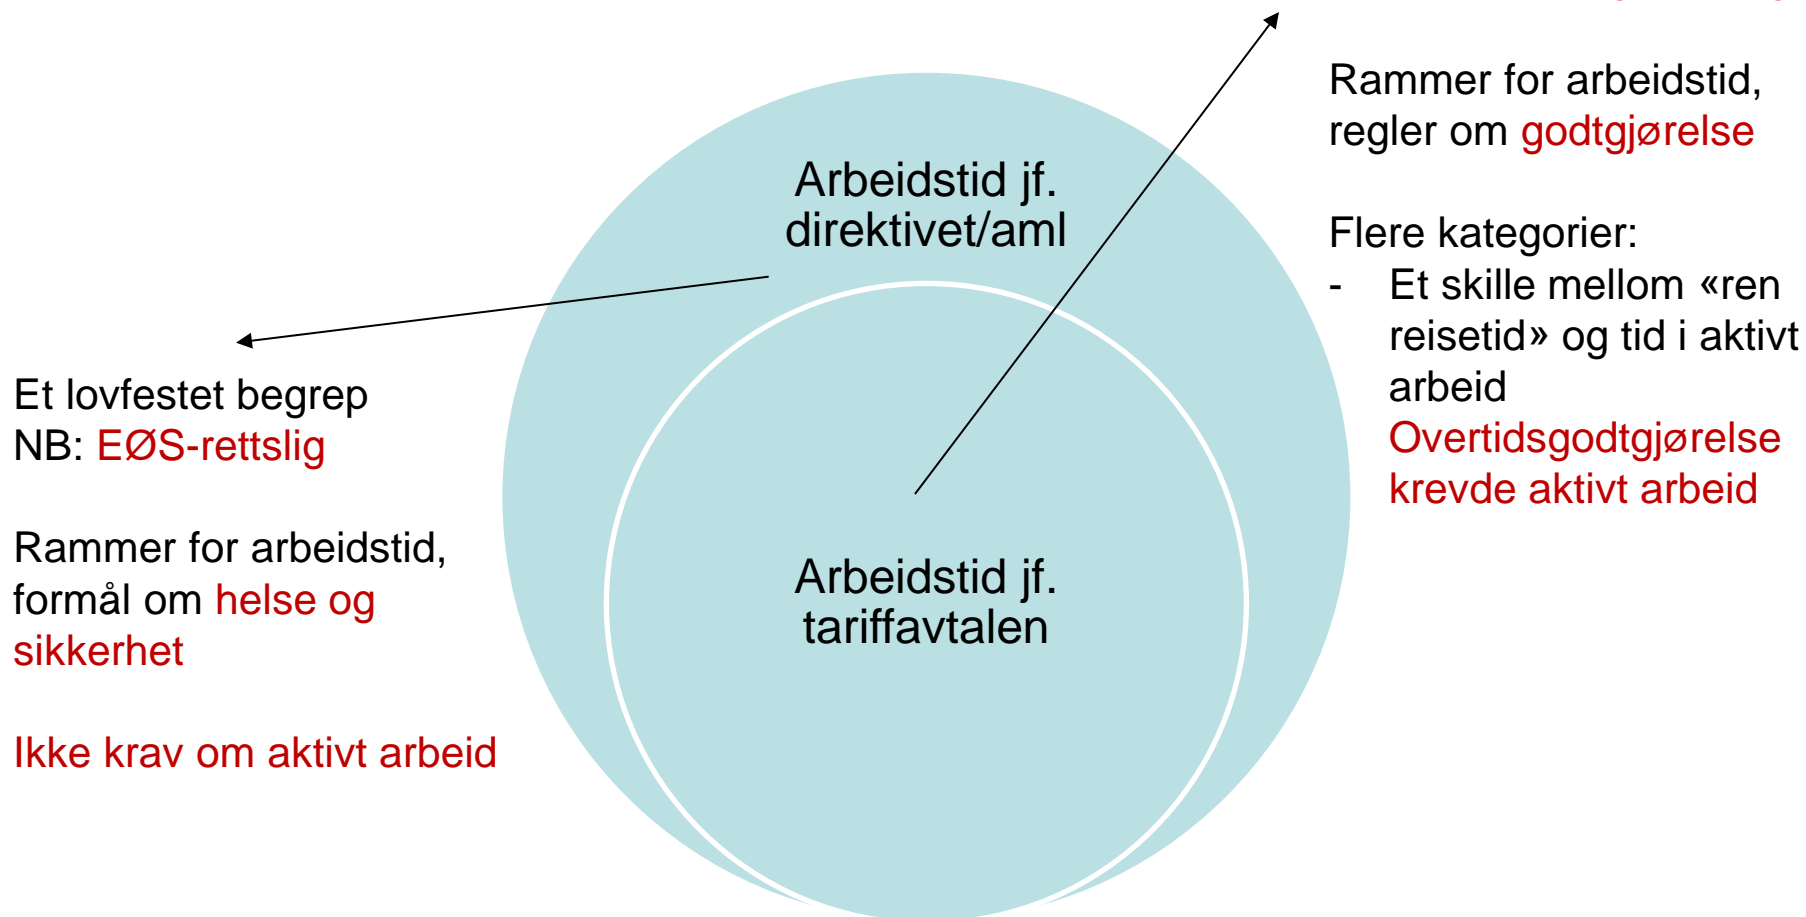 Rammer for arbeidstid,
regler om godtgjørelse
Flere kategorier:
- Et skille mellom «ren
reisetid» og tid i aktivt
arbeid
Overtidsgodtgjørelse
krevde aktivt arbeid
Arbeidstid jf.
direktivet/aml
Et lovfestet begrep
NB: EØS-rettslig
Rammer for arbeidstid,
formål om helse og
sikkerhet
Ikke krav om aktivt arbeid
Arbeidstid jf.
tariffavtalen